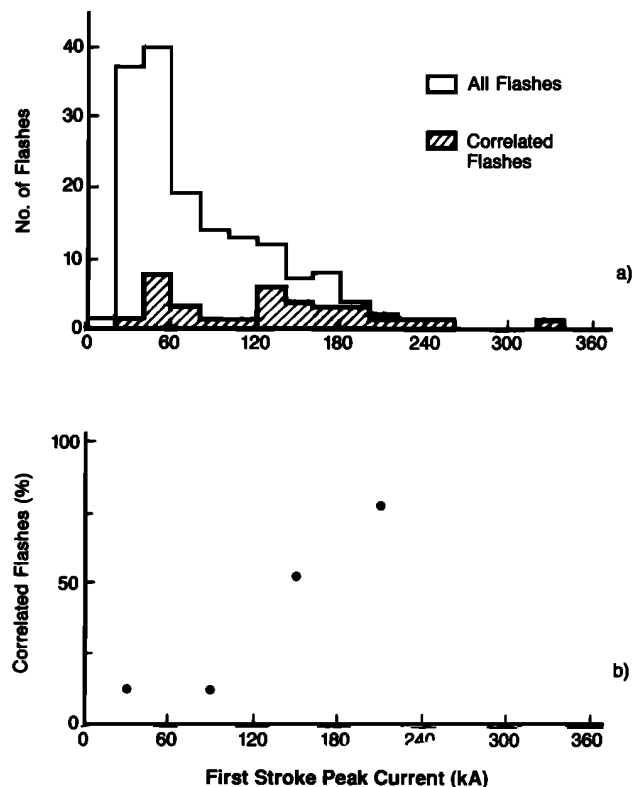 40
30
20
10
0
No. of Flashes
All Flashes
Correlated
Flashes
a)
0 60 120 180 240 300 360
100
50
0
Correlated Flashes (%)
b)
0 60 120 180 240 300 360
First Stroke Peak Current (kA)